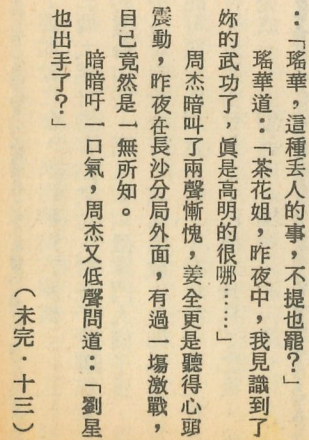 ：「瑤華，這種丟人的事，不提也罷？」
瑤華道：「茶花姐，昨夜中，我見識到了
妳的武功了，眞是高明的很哪……」
周杰暗叫了兩聲慚愧，姜全更是聽得心頭
震動，昨夜在長沙分局外面，有過一塲激戰，
自己竟然是一無所知。
暗暗吁一口氣，周杰又低聲問道：「劉星
也出手了？」
（未完・十三）